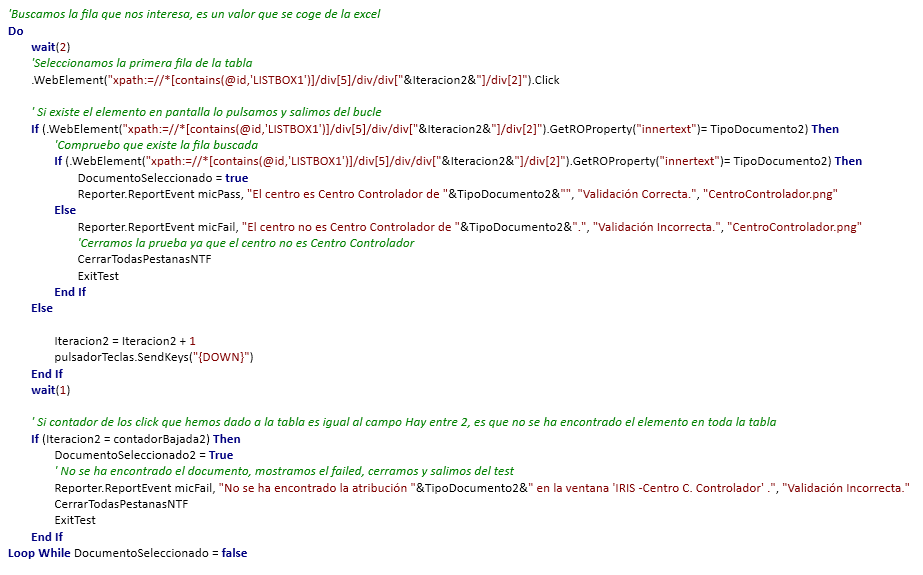 'Buscamos la fila que nos interesa, es un valor que se coge de la excel
Do
wait(2)
'Seleccionamos la primera fila de la tabla
.WebElement("xpath:=//*[contains(@id,'LISTBOX1')]/div[5]/div/div["&Iteracion2&"]/div[2]").Click
' Si existe el elemento en pantalla lo pulsamos y salimos del bucle
If (.WebElement("xpath:=//*[contains(@id,'LISTBOX1')]/div[5]/div/div["&Iteracion2&"]/div[2]").GetROProperty("innertext")= TipoDocumento2) Then
'Compruebo que existe la fila buscada
If (.WebElement("xpath:=//*[contains(@id,'LISTBOX1')]/div[5]/div/div["&Iteracion2&"]/div[2]").GetROProperty("innertext")= TipoDocumento2) Then
DocumentoSeleccionado = true
Reporter.ReportEvent micPass, "El centro es Centro Controlador de "&TipoDocumento2&"", "Validación Correcta.", "CentroControlador.png"
Else
Reporter.ReportEvent micFail, "El centro no es Centro Controlador de "&TipoDocumento2&".", "Validación Incorrecta.", "CentroControlador.png"
'Cerramos la prueba ya que el centro no es Centro Controlador
CerrarTodasPestanasNTF
ExitTest
End If
Else
Iteracion2 = Iteracion2 + 1
pulsadorTeclas.SendKeys("{DOWN}")
End If
wait(1)
' Si contador de los click que hemos dado a la tabla es igual al campo Hay entre 2, es que no se ha encontrado el elemento en toda la tabla
If (Iteracion2 = contadorBajada2) Then
DocumentoSeleccionado2 = True
' No se ha encontrado el documento, mostramos el failed, cerramos y salimos del test
Reporter.ReportEvent micFail, "No se ha encontrado la atribución "&TipoDocumento2&" en la ventana 'IRIS -Centro C. Controlador' .", "Validación Incorrecta."
CerrarTodasPestanasNTF
ExitTest
End If
Loop While DocumentoSeleccionado = false